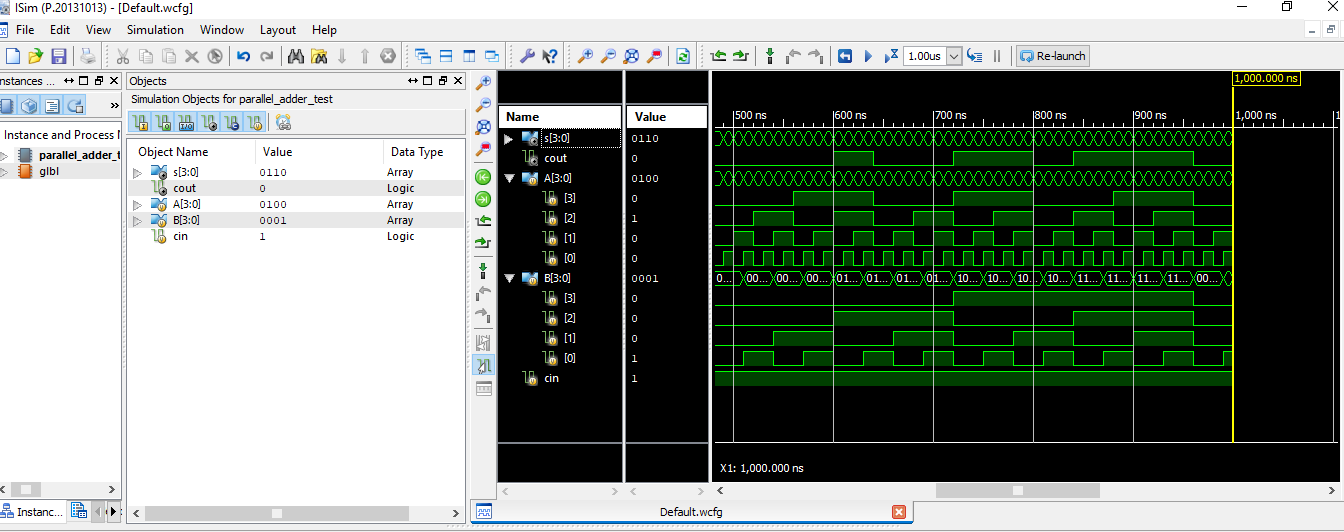 ISim (P.20131013) - [Default.wcfg]
File Edit View Simulation Window Layout Help
1.00us Re-launch
Instances ...
Instance and Process N
parallel_adder_t
glbl
Instanc...
Objects
Simulation Objects for parallel_adder_test
Object Name Value Data Type
s[3:0] 0110 Array
cout 0 Logic
A[3:0] 0100 Array
B[3:0] 0001 Array
cin 1 Logic
Name Value
s[3:0] 0110
cout 0
A[3:0] 0100
[3] 0
[2] 1
[1] 0
[0] 0
B[3:0] 0001
[3] 0
[2] 0
[1] 0
[0] 1
cin 1
1,000.000 ns
500 ns 600 ns 700 ns 800 ns 900 ns 1,000 ns
0... 00... 00... 00... 01... 01... 01... 01... 10... 10... 10... 10... 11... 11... 11... 11... 00...
X1: 1,000.000 ns
Default.wcfg